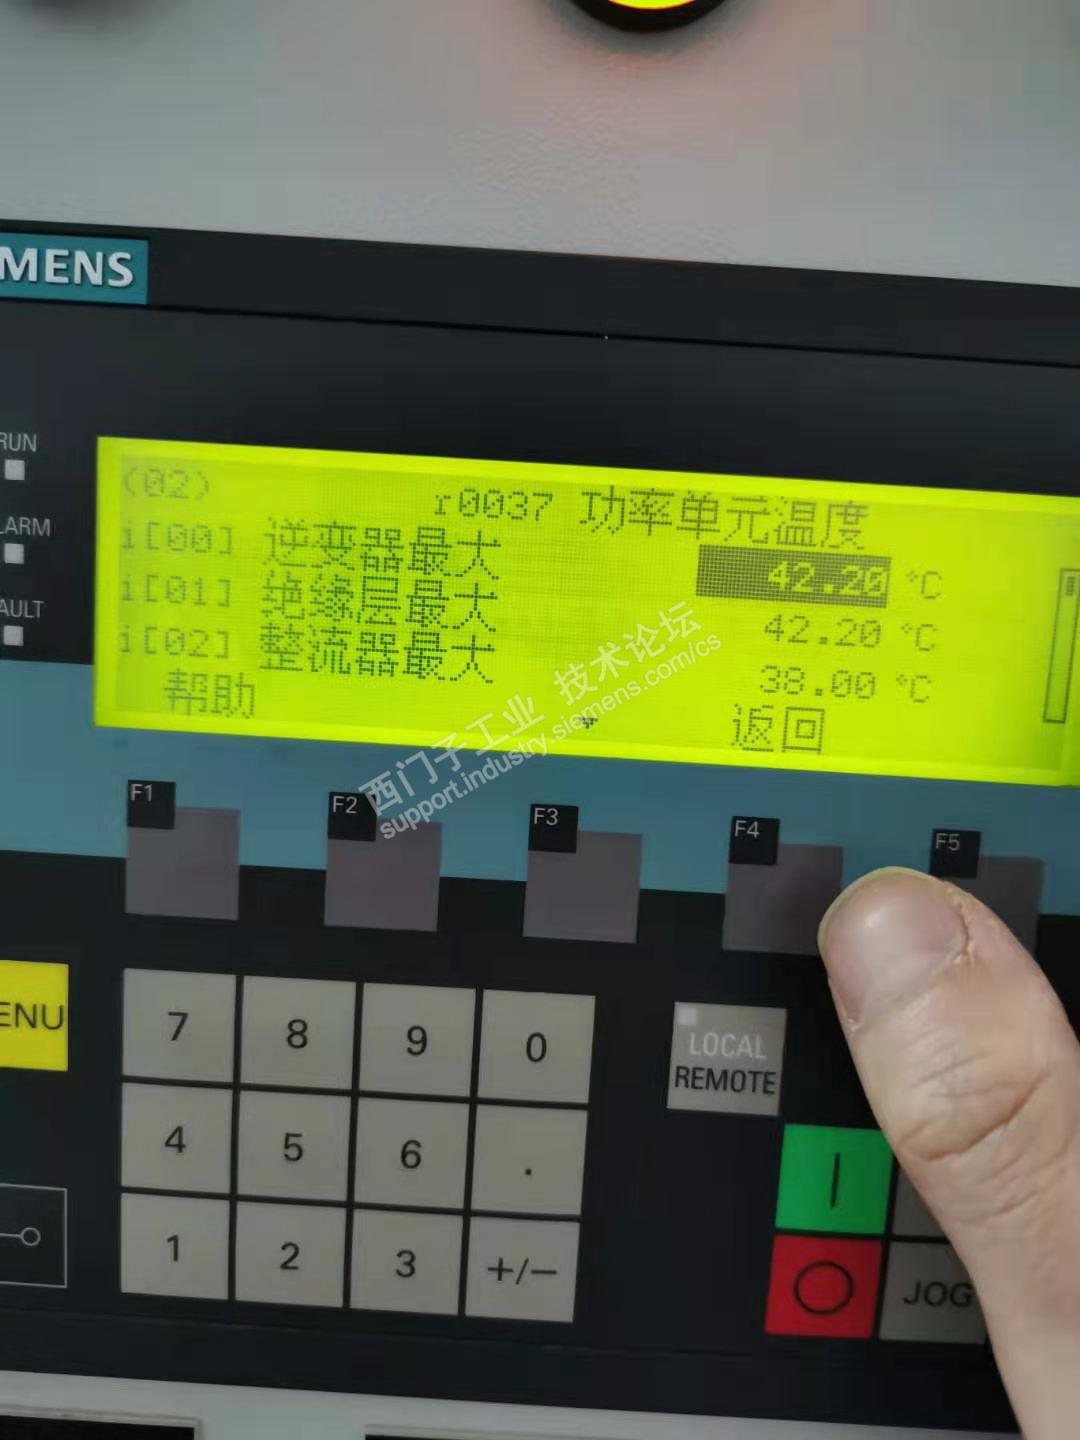 MENS
RUN
LARM
AULT
(02) r0037 功率单元温度
i[00] 逆变器最大 42.20 °C
i[01] 绝缘层最大 42.20 °C
i[02] 整流器最大 38.00 °C
帮助 返回
西门子工业 技术论坛
support.industry.siemens.com/cs
F1 F2 F3 F4 F5
ENU
7 8 9 0
LOCAL
REMOTE
4 5 6 .
1 2 3 +/−
JOG